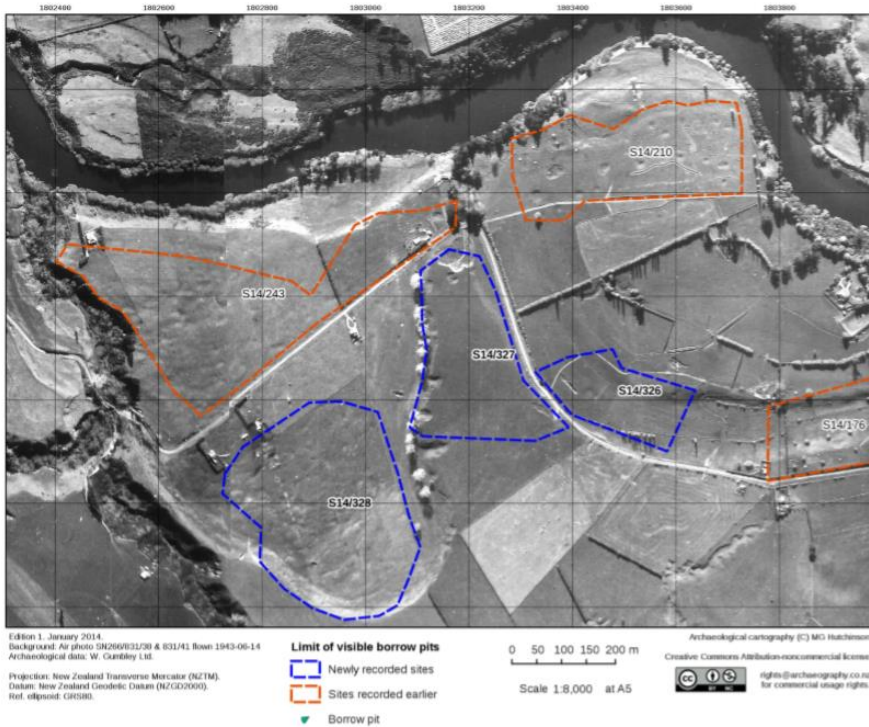 1802400 1802600 1802800 1803000 1803200 1803400 1803600 1803800
S14/210
S14/243
S14/327
S14/326
S14/176
S14/328
Edition 1. January 2014.
Background: Air photo SN266/831/38 & 831/41 flown 1943-06-14
Archaeological data: W. Gumbley Ltd.
Projection: New Zealand Transverse Mercator (NZTM).
Datum: New Zealand Geodetic Datum (NZGD2000).
Ref. ellipsoid: GRS80.
Limit of visible borrow pits
Newly recorded sites
Sites recorded earlier
Borrow pit
0 50 100 150 200 m
Scale 1:8,000 at A5
Archaeological cartography (C) MG Hutchinson
Creative Commons Attribution-noncommercial license
CC BY NC
rights@archaeography.co.nz
for commercial usage rights.